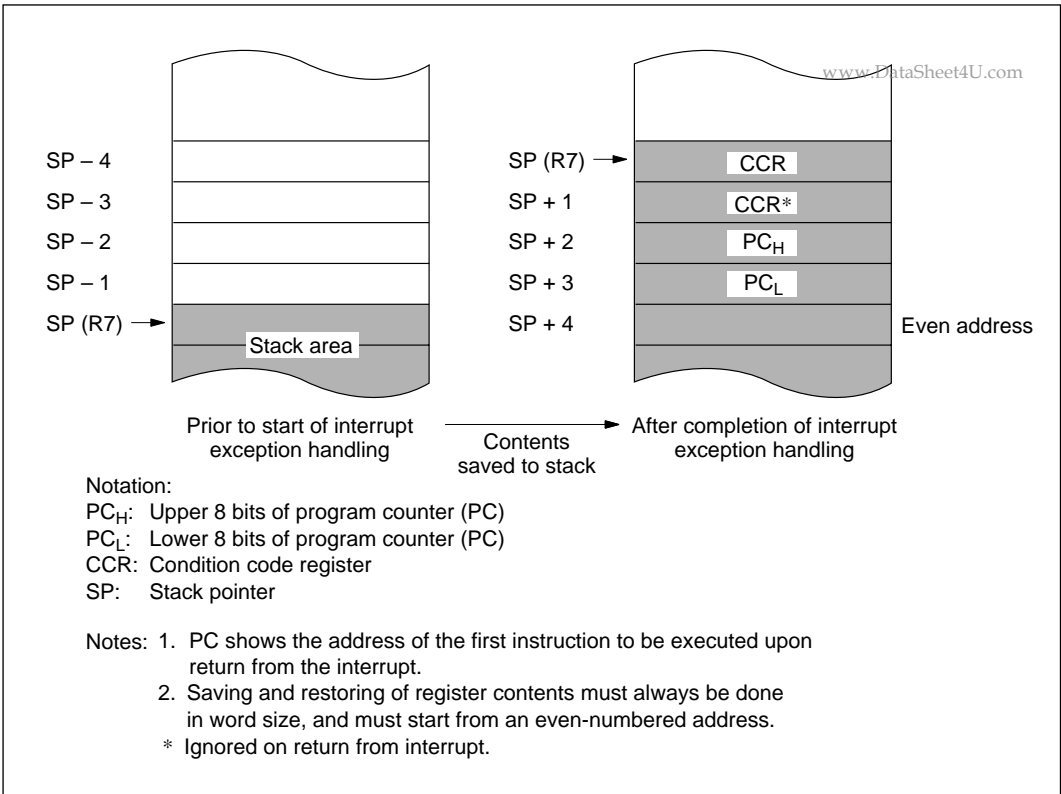 www.DataSheet4U.com
SP – 4
SP – 3
SP – 2
SP – 1
SP (R7)
Stack area
SP (R7)
SP + 1
SP + 2
SP + 3
SP + 4
CCR
CCR*
PCH
PCL
Even address
Prior to start of interrupt
exception handling
Contents
saved to stack
After completion of interrupt
exception handling
Notation:
PCH: Upper 8 bits of program counter (PC)
PCL: Lower 8 bits of program counter (PC)
CCR: Condition code register
SP: Stack pointer
Notes: 1. PC shows the address of the first instruction to be executed upon
return from the interrupt.
2. Saving and restoring of register contents must always be done
in word size, and must start from an even-numbered address.
* Ignored on return from interrupt.